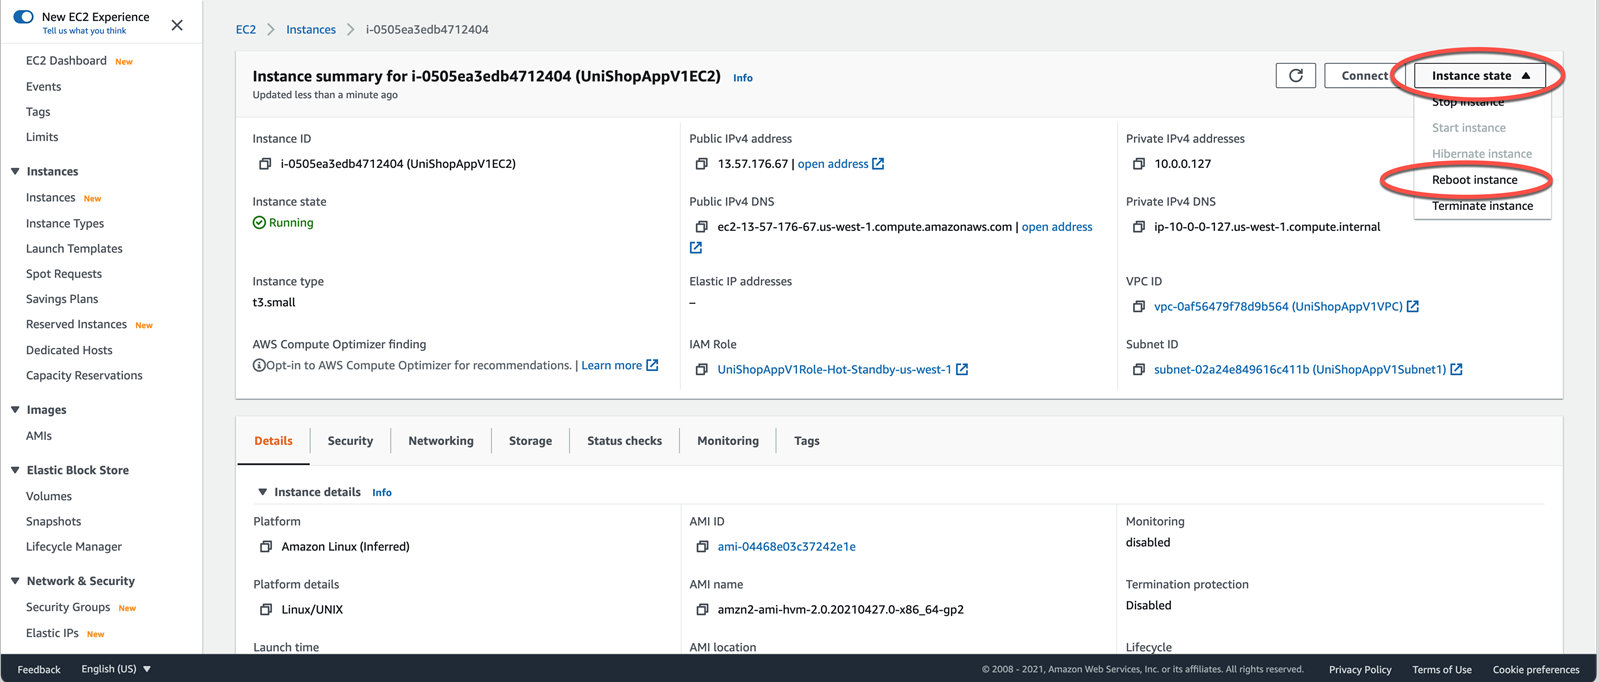 New EC2 Experience
Tell us what you think
EC2 Dashboard New
Events
Tags
Limits
Instances
Instances New
Instance Types
Launch Templates
Spot Requests
Savings Plans
Reserved Instances New
Dedicated Hosts
Capacity Reservations
Images
AMIs
Elastic Block Store
Volumes
Snapshots
Lifecycle Manager
Network & Security
Security Groups New
Elastic IPs New
EC2 > Instances > i-0505ea3edb4712404
Instance summary for i-0505ea3edb4712404 (UniShopAppV1EC2) Info
Updated less than a minute ago
Connect
Instance state
Stop instance
Start instance
Hibernate instance
Reboot instance
Terminate instance
Instance ID
i-0505ea3edb4712404 (UniShopAppV1EC2)
Public IPv4 address
13.57.176.67 | open address
Private IPv4 addresses
10.0.0.127
Instance state
Running
Public IPv4 DNS
ec2-13-57-176-67.us-west-1.compute.amazonaws.com | open address
Private IPv4 DNS
ip-10-0-0-127.us-west-1.compute.internal
Instance type
t3.small
Elastic IP addresses
–
VPC ID
vpc-0af56479f78d9b564 (UniShopAppV1VPC)
AWS Compute Optimizer finding
Opt-in to AWS Compute Optimizer for recommendations. | Learn more
IAM Role
UniShopAppV1Role-Hot-Standby-us-west-1
Subnet ID
subnet-02a24e849616c411b (UniShopAppV1Subnet1)
Details
Security
Networking
Storage
Status checks
Monitoring
Tags
Instance details Info
Platform
Amazon Linux (Inferred)
AMI ID
ami-04468e03c37242e1e
Monitoring
disabled
Platform details
Linux/UNIX
AMI name
amzn2-ami-hvm-2.0.20210427.0-x86_64-gp2
Termination protection
Disabled
Launch time
AMI location
Lifecycle
Feedback
English (US)
© 2008 - 2021, Amazon Web Services, Inc. or its affiliates. All rights reserved.
Privacy Policy
Terms of Use
Cookie preferences